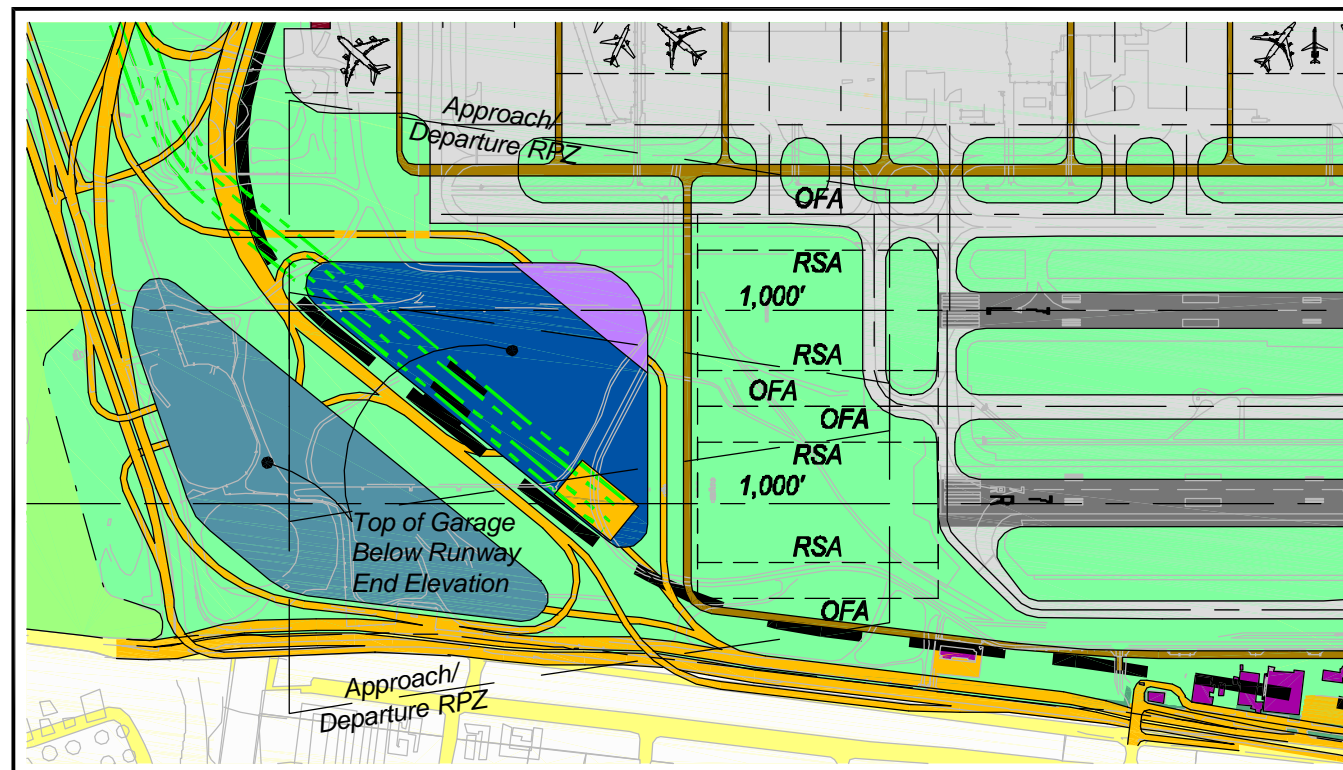 Approach/
Departure RPZ
OFA
RSA
1,000'
RSA
OFA
OFA
RSA
1,000'
7
R
Top of Garage
Below Runway
End Elevation
RSA
OFA
Approach/
Departure RPZ